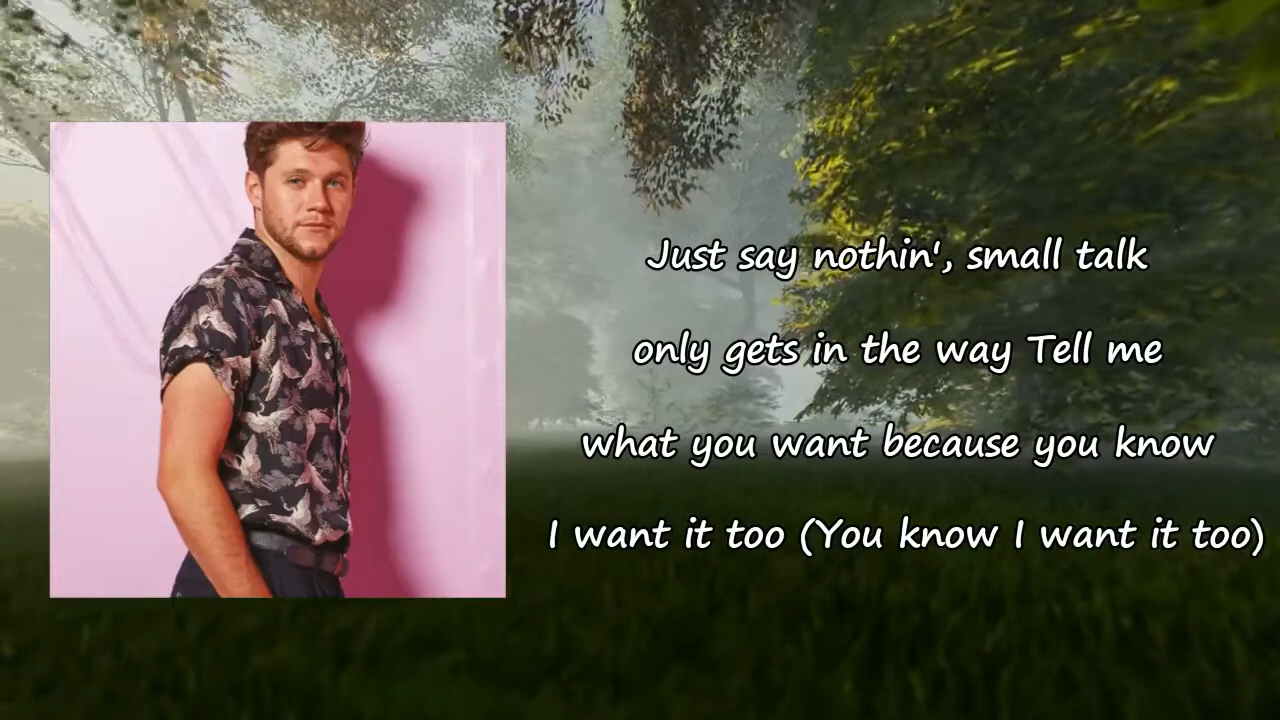 Just say nothin', small talk
only gets in the way Tell me
what you want because you know
I want it too (You know I want it too)